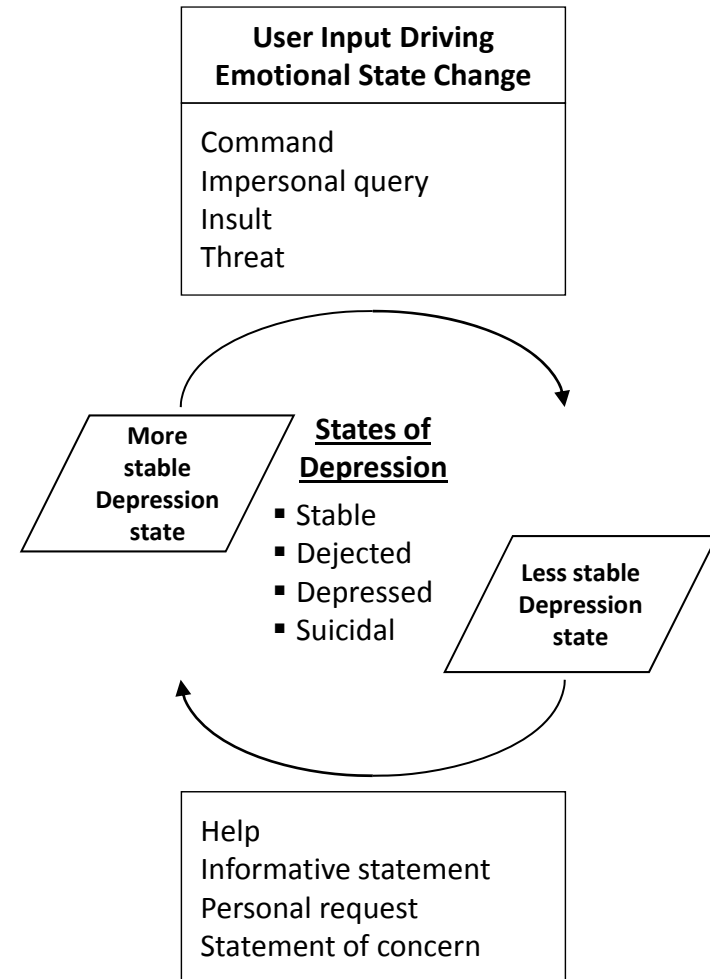 User Input Driving
Emotional State Change
Command
Impersonal query
Insult
Threat
More
stable
Depression
state
States of
Depression
▪ Stable
▪ Dejected
▪ Depressed
▪ Suicidal
Less stable
Depression
state
Help
Informative statement
Personal request
Statement of concern